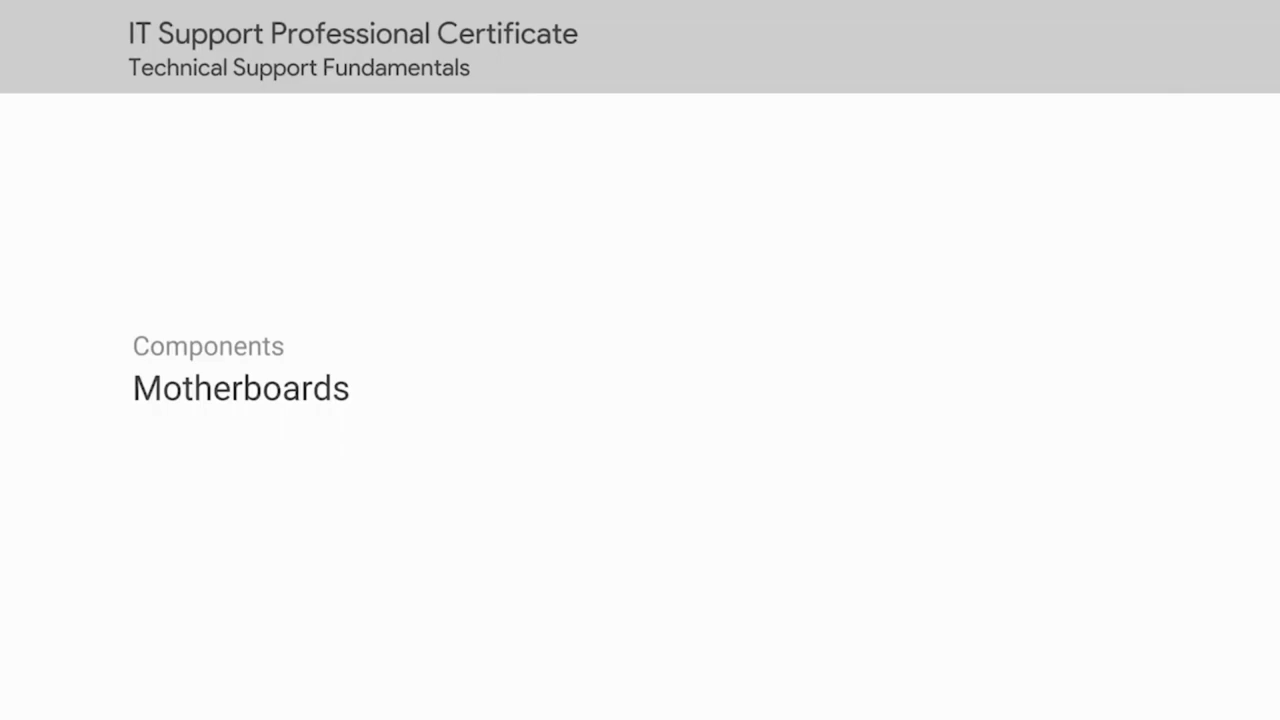 IT Support Professional Certificate
Technical Support Fundamentals
Components
Motherboards